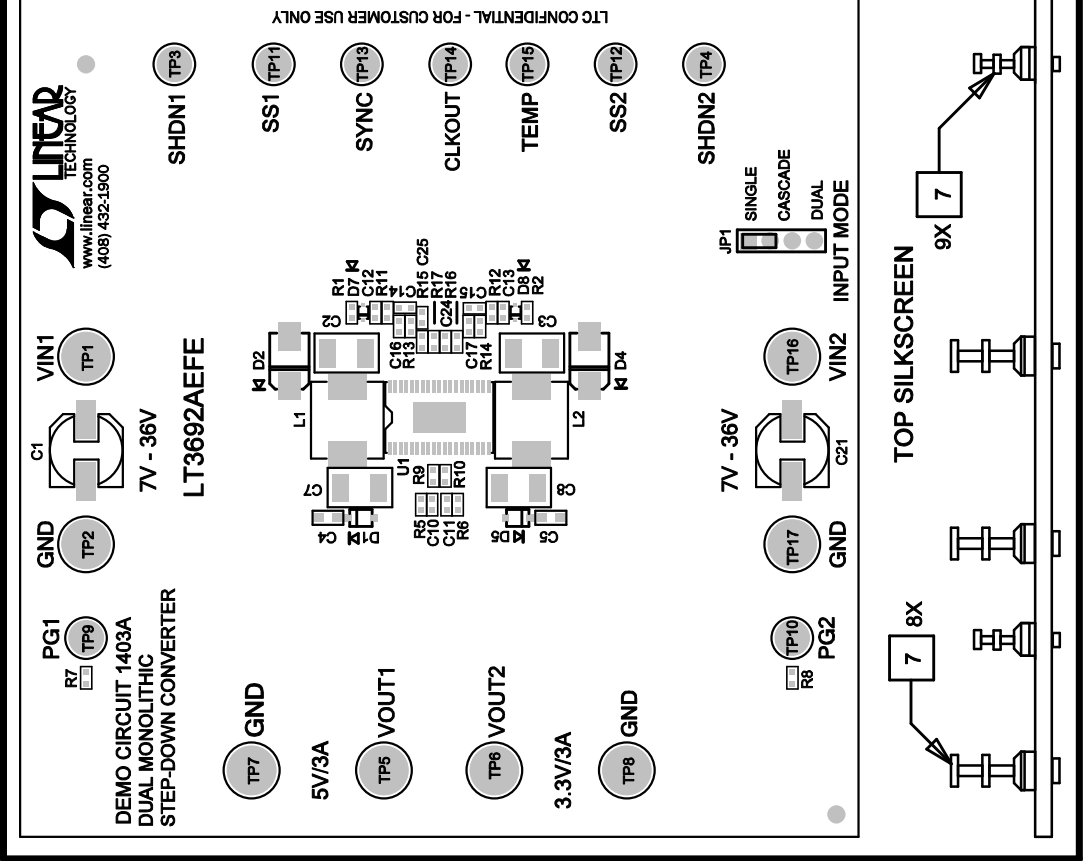 LTC CONFIDENTIAL - FOR CUSTOMER USE ONLY
LINEAR
TECHNOLOGY
www.linear.com
(408) 432-1900
TP3
SHDN1
TP11
SS1
TP13
SYNC
TP14
CLKOUT
TP15
TEMP
TP12
SS2
TP4
SHDN2
JP1
SINGLE
CASCADE
DUAL
INPUT MODE
VIN1
TP1
C1
7V - 36V
GND
TP2
PG1
TP9
R7
LT3692AEFE
D2
L1
C2
R1
D7
C12
R11
C14
C16
R13
R15
C25
R17
R16
C24
C15
C17
R14
R12
C13
D8
R2
C3
D4
L2
U1
C7
C4
D1
R9
R10
R5
C10
C11
R6
C8
D5
C5
TP16
VIN2
7V - 36V
C21
TP17
GND
TP10
PG2
R8
DEMO CIRCUIT 1403A
DUAL MONOLITHIC
STEP-DOWN CONVERTER
TP7
GND
5V/3A
TP5
VOUT1
TP6
VOUT2
3.3V/3A
TP8
GND
TOP SILKSCREEN
7
9X
7
8X